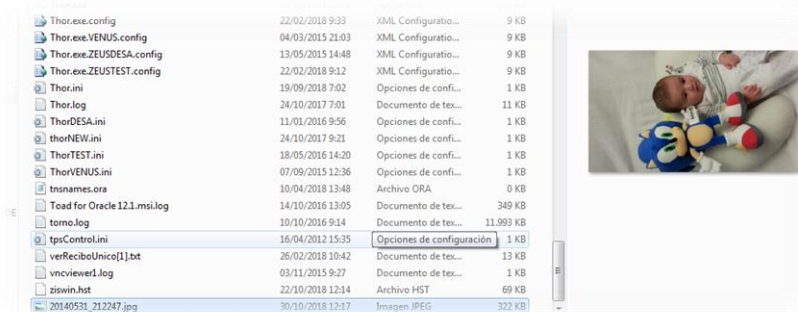 Thor.exe.config 22/02/2018 9:33 XML Configuratio... 9 KB
Thor.exe.VENUS.config 04/03/2015 21:03 XML Configuratio... 9 KB
Thor.exe.ZEUSDESA.config 13/05/2015 14:48 XML Configuratio... 9 KB
Thor.exe.ZEUSTEST.config 22/02/2018 9:12 XML Configuratio... 9 KB
Thor.ini 19/09/2018 7:02 Opciones de confi... 1 KB
Thor.log 24/10/2017 7:01 Documento de tex... 11 KB
ThorDESA.ini 11/01/2016 9:56 Opciones de confi... 1 KB
thorNEW.ini 24/10/2017 9:21 Opciones de confi... 1 KB
ThorTEST.ini 18/05/2016 14:20 Opciones de confi... 1 KB
ThorVENUS.ini 07/09/2015 12:36 Opciones de confi... 1 KB
tnsnames.ora 10/04/2018 13:48 Archivo ORA 0 KB
Toad for Oracle 12.1.msi.log 14/10/2016 13:05 Documento de tex... 349 KB
torno.log 10/10/2016 9:14 Documento de tex... 11.993 KB
tpsControl.ini 16/04/2012 15:35 Opciones de configuración 1 KB
verReciboUnico[1].txt 26/02/2018 10:42 Documento de tex... 13 KB
vncviewer1.log 03/11/2015 9:27 Documento de tex... 1 KB
ziswin.hst 22/10/2018 12:14 Archivo HST 69 KB
20140531_212247.jpg 30/10/2018 12:17 Imagen JPEG 322 KB